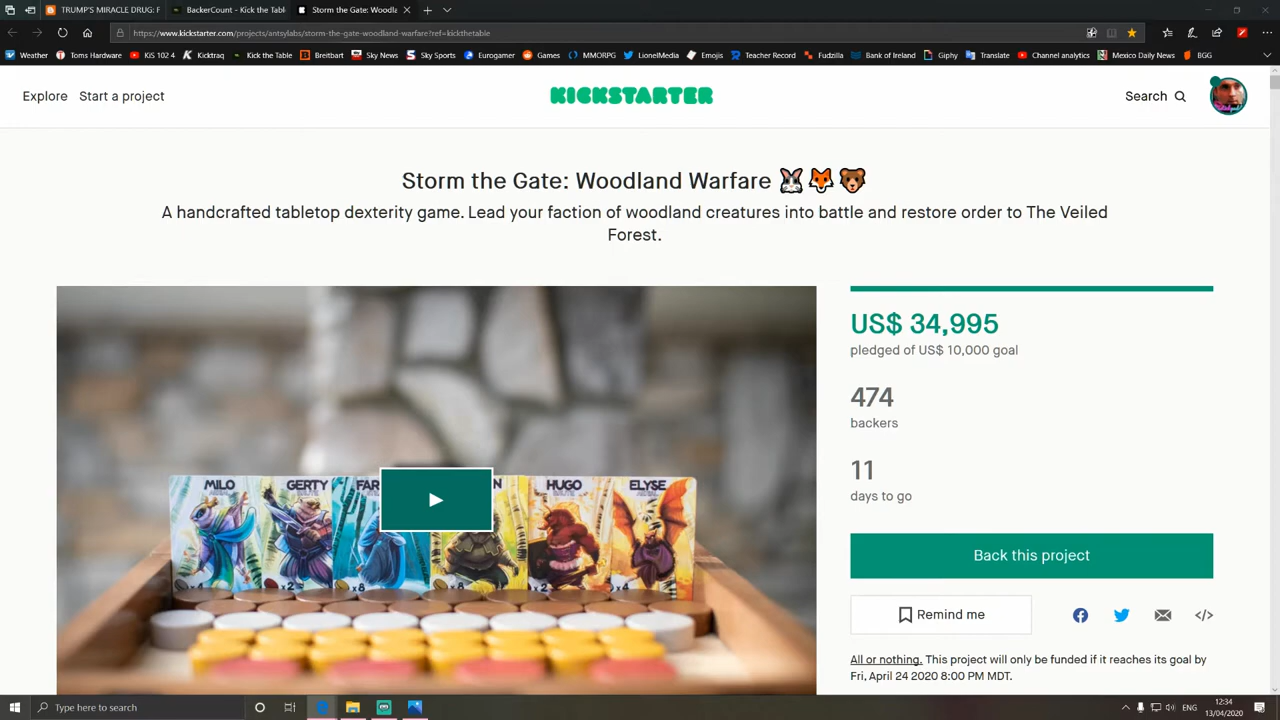 TRUMP'S MIRACLE DRUG: F
BackerCount - Kick the Tabl
Storm the Gate: Woodla
https://www.kickstarter.com/projects/antsylabs/storm-the-gate-woodland-warfare?ref=kickthetable
Weather Toms Hardware KiS 102 4 Kicktraq Kick the Table Breitbart Sky News Sky Sports Eurogamer Games MMORPG LionelMedia Emojis Teacher Record Fudzilla Bank of Ireland Giphy Translate Channel analytics Mexico Daily News BGG
Explore Start a project KICKSTARTER Search
Storm the Gate: Woodland Warfare
A handcrafted tabletop dexterity game. Lead your faction of woodland creatures into battle and restore order to The Veiled
Forest.
US$ 34,995
pledged of US$ 10,000 goal
474
backers
11
days to go
MILO GERTY FAR N HUGO ELYSE
x2 x8 x8 x2 x4
Back this project
Remind me
All or nothing. This project will only be funded if it reaches its goal by
Fri, April 24 2020 8:00 PM MDT.
Type here to search
ENG
12:34
13/04/2020